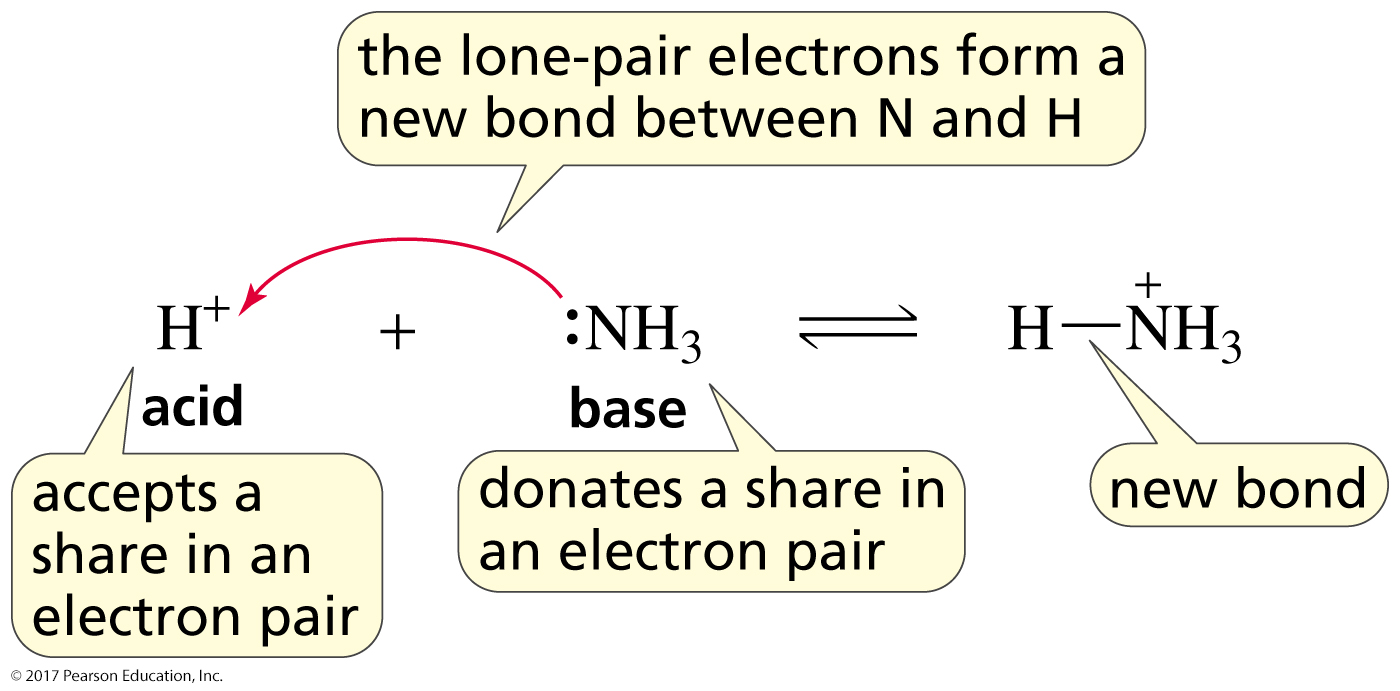 the lone-pair electrons form a
new bond between N and H
H⁺ + :NH₃ ⇌ H—N⁺H₃
acid base
accepts a
share in an
electron pair
donates a share in
an electron pair
new bond
© 2017 Pearson Education, Inc.